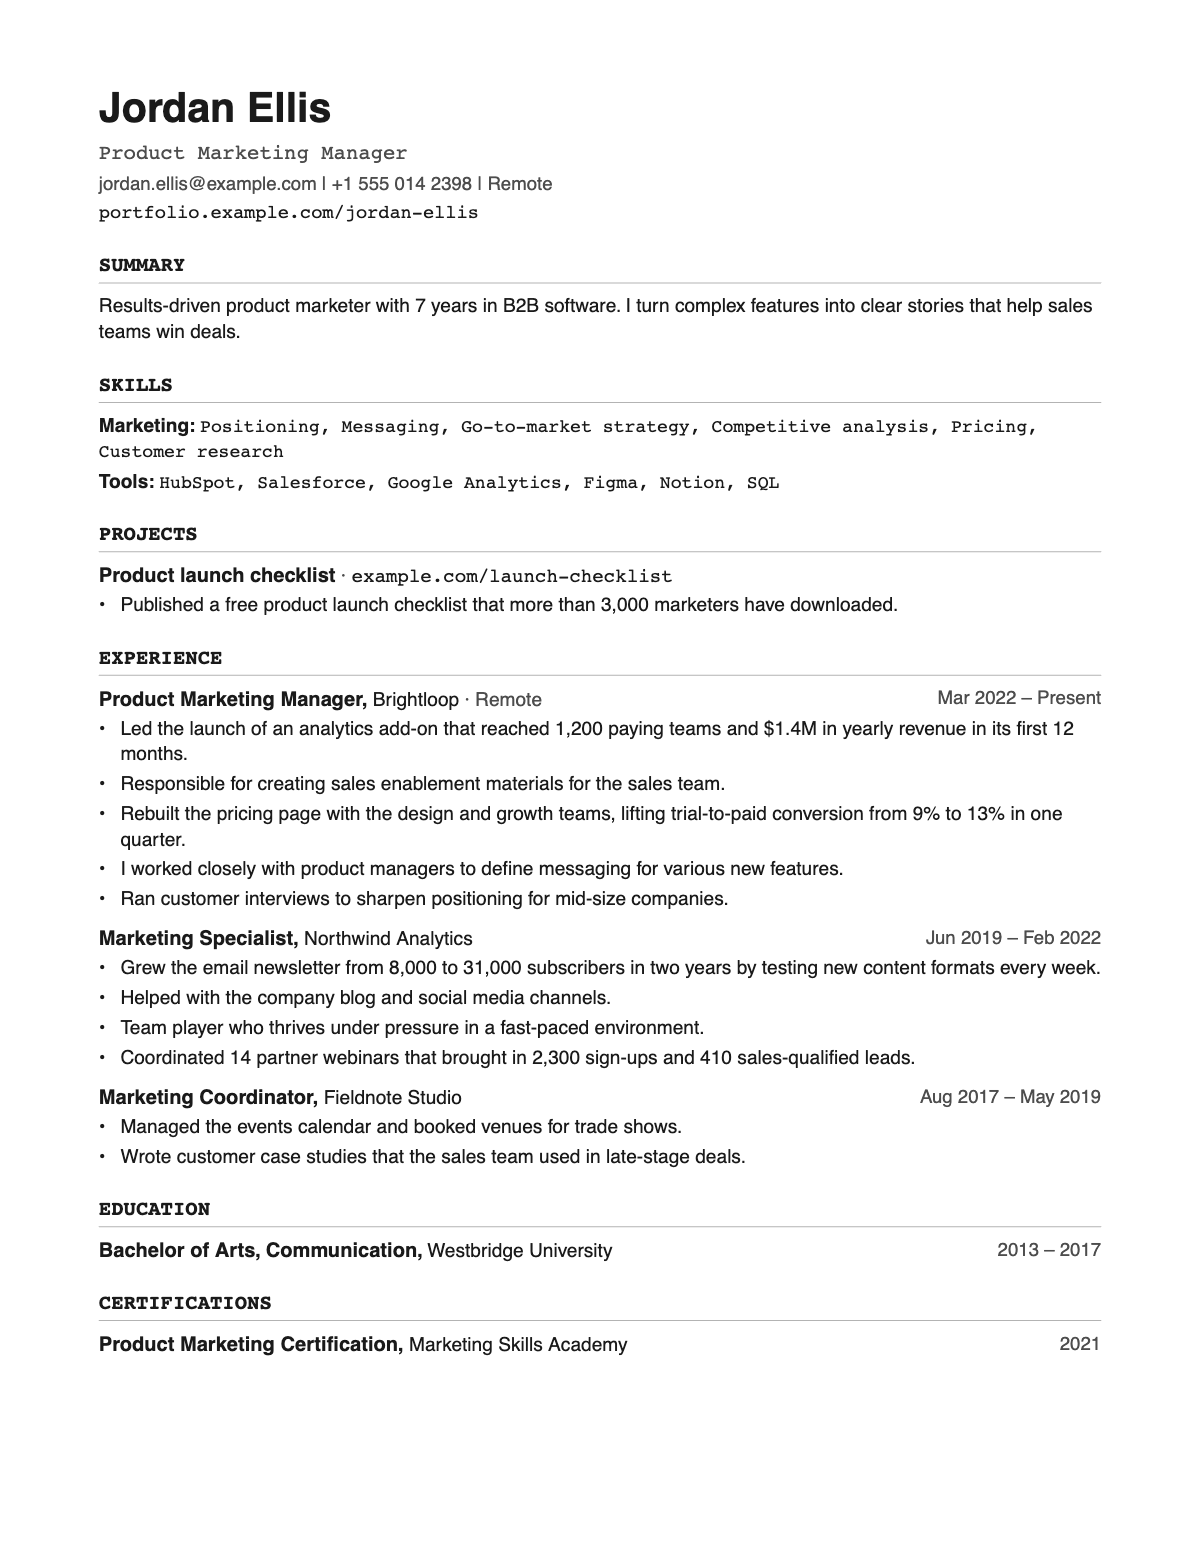 Jordan Ellis
Product Marketing Manager
jordan.ellis@example.com | +1 555 014 2398 | Remote
portfolio.example.com/jordan-ellis
SUMMARY
Results-driven product marketer with 7 years in B2B software. I turn complex features into clear stories that help sales
teams win deals.
SKILLS
Marketing: Positioning, Messaging, Go-to-market strategy, Competitive analysis, Pricing,
Customer research
Tools: HubSpot, Salesforce, Google Analytics, Figma, Notion, SQL
PROJECTS
Product launch checklist · example.com/launch-checklist
• Published a free product launch checklist that more than 3,000 marketers have downloaded.
EXPERIENCE
Product Marketing Manager, Brightloop · Remote Mar 2022 – Present
• Led the launch of an analytics add-on that reached 1,200 paying teams and $1.4M in yearly revenue in its first 12
months.
• Responsible for creating sales enablement materials for the sales team.
• Rebuilt the pricing page with the design and growth teams, lifting trial-to-paid conversion from 9% to 13% in one
quarter.
• I worked closely with product managers to define messaging for various new features.
• Ran customer interviews to sharpen positioning for mid-size companies.
Marketing Specialist, Northwind Analytics Jun 2019 – Feb 2022
• Grew the email newsletter from 8,000 to 31,000 subscribers in two years by testing new content formats every week.
• Helped with the company blog and social media channels.
• Team player who thrives under pressure in a fast-paced environment.
• Coordinated 14 partner webinars that brought in 2,300 sign-ups and 410 sales-qualified leads.
Marketing Coordinator, Fieldnote Studio Aug 2017 – May 2019
• Managed the events calendar and booked venues for trade shows.
• Wrote customer case studies that the sales team used in late-stage deals.
EDUCATION
Bachelor of Arts, Communication, Westbridge University 2013 – 2017
CERTIFICATIONS
Product Marketing Certification, Marketing Skills Academy 2021